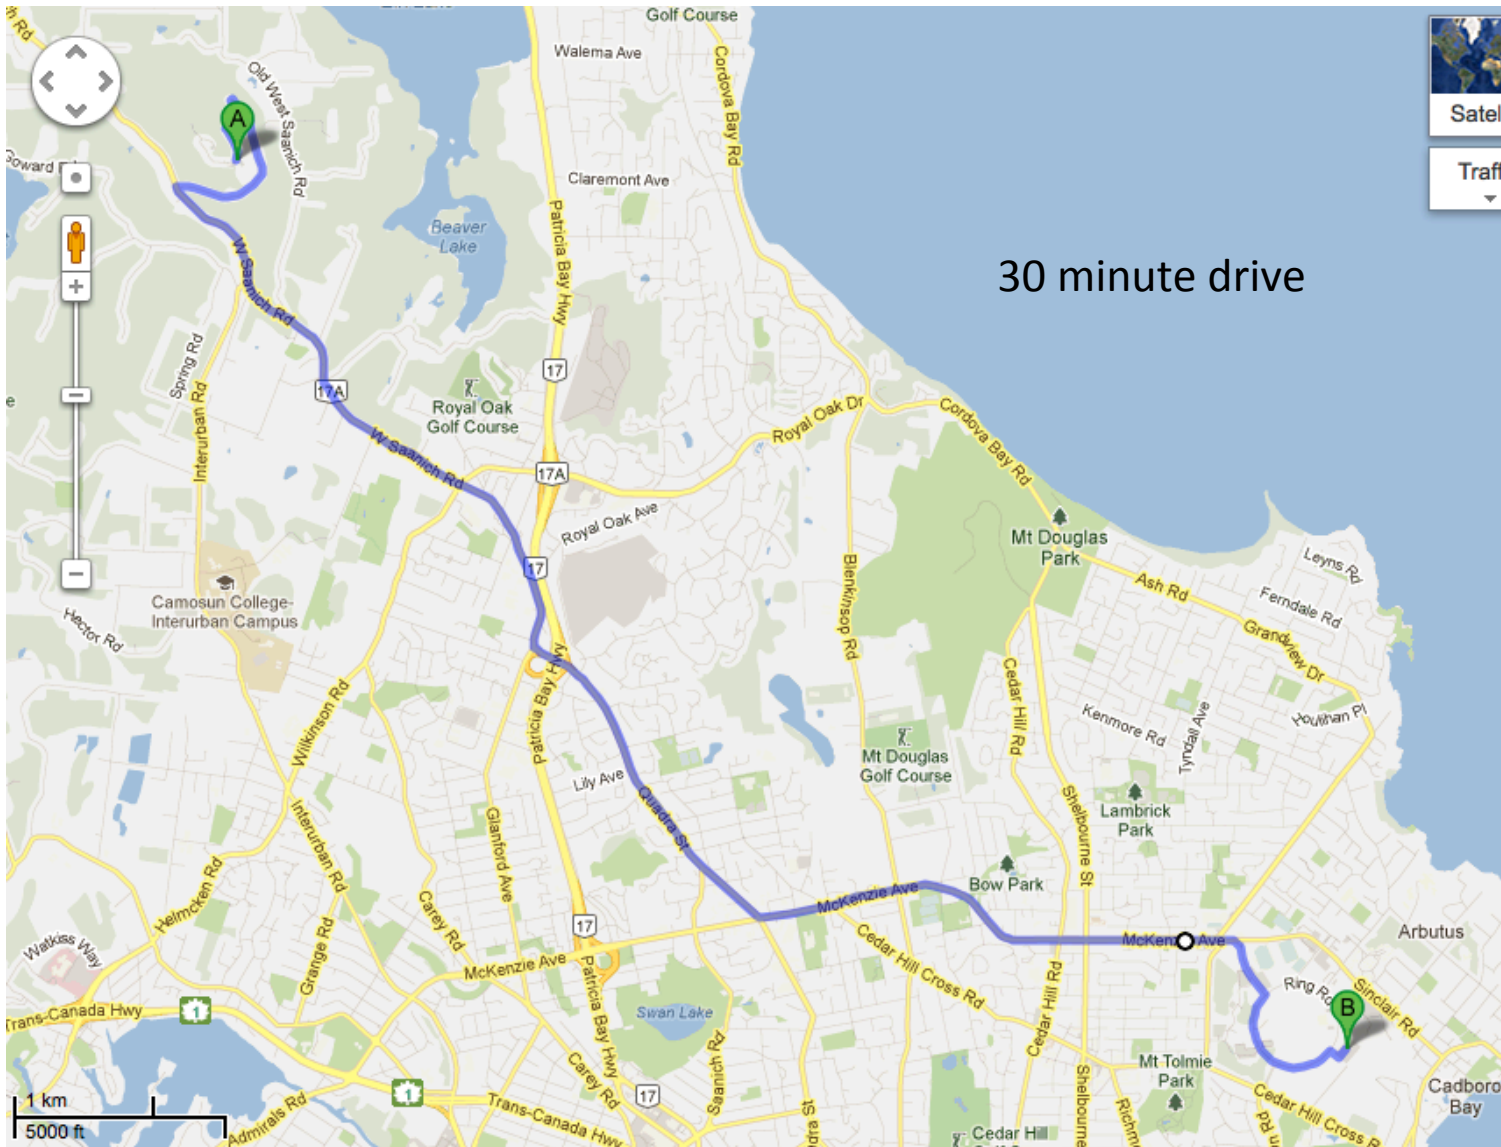 Golf Course
Walema Ave
Cordova Bay Rd
Old West Saanich Rd
A
Satel
Traff
Claremont Ave
Patricia Bay Hwy
Beaver
Lake
30 minute drive
W Saanich Rd
Spring Rd
Interurban Rd
17
17A
Royal Oak
Golf Course
Royal Oak Dr
Cordova Bay Rd
W Saanich Rd
17A
Royal Oak Ave
Mt Douglas
Park
17
Blenkinsop Rd
Ash Rd
Leyns Rd
Ferndale Rd
Grandview Dr
Camosun College-
Interurban Campus
Hector Rd
Wilkinson Rd
Patricia Bay Hwy
Cedar Hill Rd
Kenmore Rd
Tyndall Ave
Houlihan Pl
Mt Douglas
Golf Course
Lily Ave
Quadra St
Shelbourne St
Lambrick
Park
Interurban Rd
Glanford Ave
Helmcken Rd
Carey Rd
McKenzie Ave
Bow Park
17
Watkiss
Way
Grange Rd
McKenzie Ave
Cedar Hill Cross Rd
McKenzie Ave
Arbutus
Ring Rd
Sinclair Rd
B
Trans-Canada Hwy
1
Patricia Bay Hwy
Swan Lake
Cedar Hill Rd
Saanich Rd
Carey Rd
Mt Tolmie
Park
Shelbourne
Cedar Hill Cross R
Cadboro
Bay
1 km
5000 ft
Admirals Rd
1
Trans-Canada Hwy
17
Richm
Cedar Hill